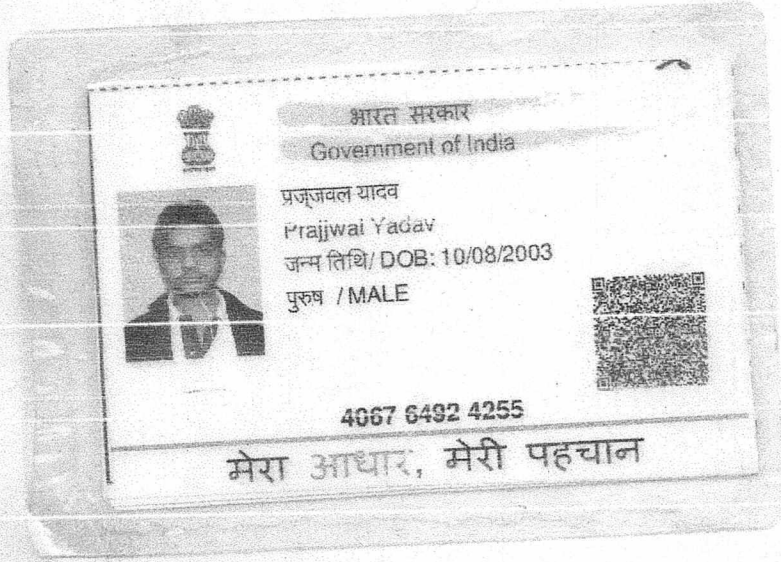 भारत सरकार
Government of India
प्रज्जवल यादव
Prajjwal Yadav
जन्म तिथि/ DOB: 10/08/2003
पुरुष / MALE
4067 6492 4255
मेरा आधार, मेरी पहचान